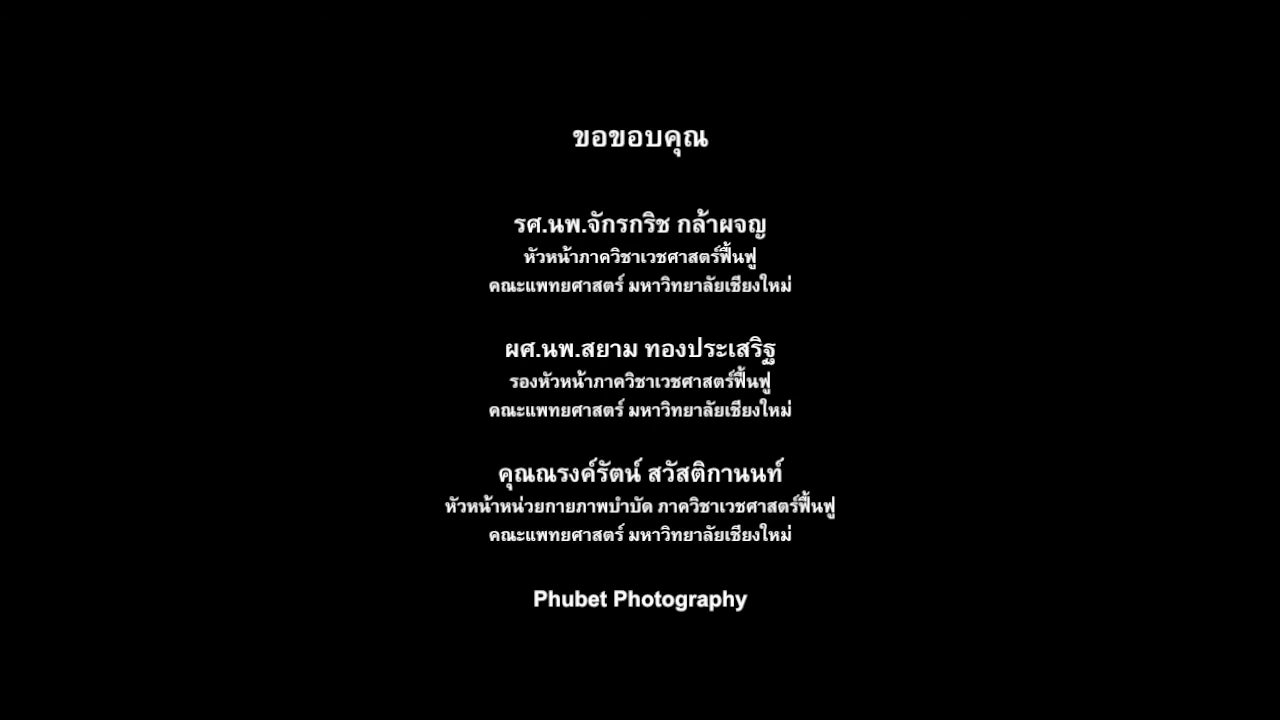 ขอขอบคุณ
รศ.นพ.จักรกริช กล้าผจญ
หัวหน้าภาควิชาเวชศาสตร์ฟื้นฟู
คณะแพทยศาสตร์ มหาวิทยาลัยเชียงใหม่
ผศ.นพ.สยาม ทองประเสริฐ
รองหัวหน้าภาควิชาเวชศาสตร์ฟื้นฟู
คณะแพทยศาสตร์ มหาวิทยาลัยเชียงใหม่
คุณณรงค์รัตน์ สวัสติกานนท์
หัวหน้าหน่วยกายภาพบำบัด ภาควิชาเวชศาสตร์ฟื้นฟู
คณะแพทยศาสตร์ มหาวิทยาลัยเชียงใหม่
Phubet Photography